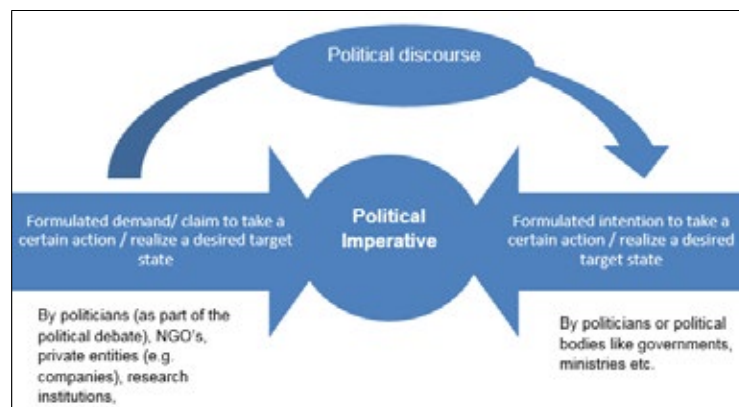 Political discourse
Formulated demand/ claim to take a
certain action / realize a desired target
state
Political
Imperative
Formulated intention to take a
certain action / realize a desired
target state
By politicians (as part of the
political debate), NGO's,
private entities (e.g.
companies), research
institutions,
By politicians or political
bodies like governments,
ministries etc.